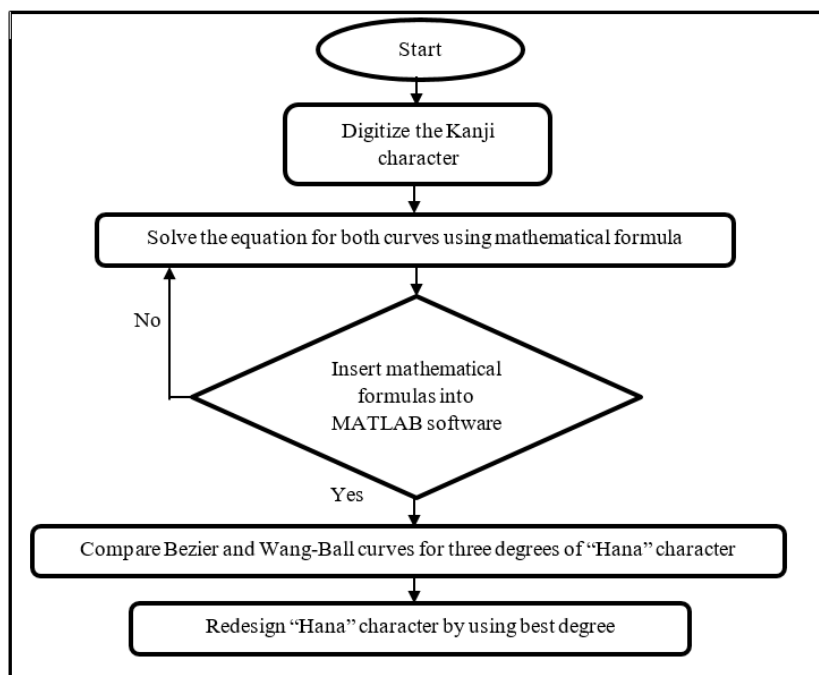 Start
Digitize the Kanji
character
Solve the equation for both curves using mathematical formula
No
Insert mathematical
formulas into
MATLAB software
Yes
Compare Bezier and Wang-Ball curves for three degrees of “Hana” character
Redesign “Hana” character by using best degree